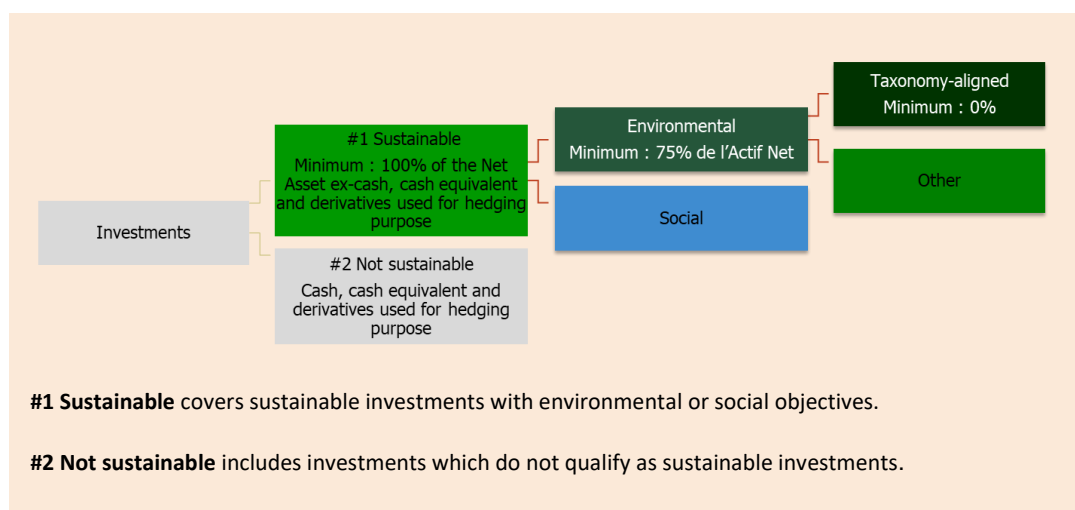 Taxonomy-aligned
Minimum : 0%
Environmental
Minimum : 75% de l'Actif Net
#1 Sustainable
Minimum : 100% of the Net
Asset ex-cash, cash equivalent
and derivatives used for hedging
purpose
Other
Social
Investments
#2 Not sustainable
Cash, cash equivalent and
derivatives used for hedging
purpose
#1 Sustainable covers sustainable investments with environmental or social objectives.
#2 Not sustainable includes investments which do not qualify as sustainable investments.